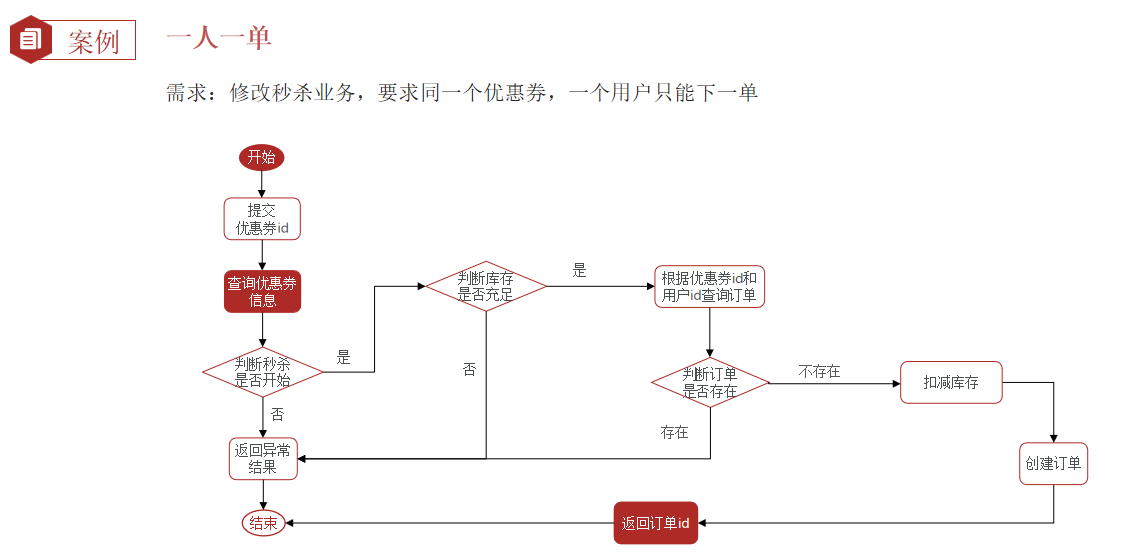 案例
一人一单
需求：修改秒杀业务，要求同一个优惠券，一个用户只能下一单
开始
提交
优惠券id
查询优惠券
信息
判断秒杀
是否开始
是
否
返回异常
结果
结束
判断库存
是否充足
是
否
根据优惠券id和
用户id查询订单
判断订单
是否存在
不存在
存在
扣减库存
创建订单
返回订单id